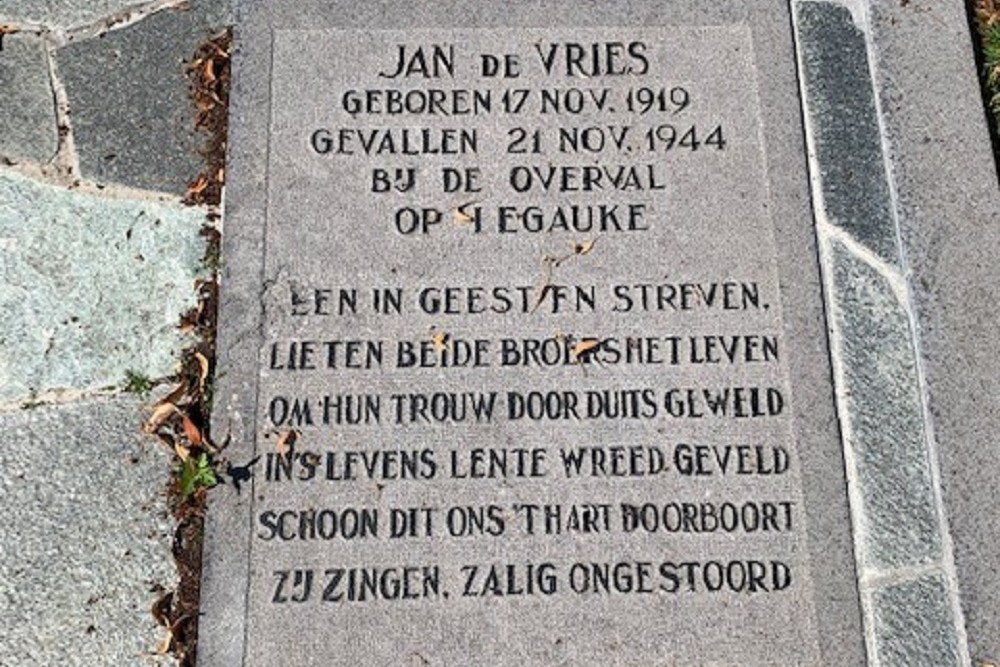 JAN DE VRIES
GEBOREN 17 NOV. 1919
GEVALLEN 21 NOV. 1944
BIJ DE OVERVAL
OP
EEN IN GEEST EN STREVEN.
LIETEN BEIDE BROERS HET LEVEN
OM HUN TROUW DOOR DUITS GEWELD
IN'S LEVENS LENTE WREED GEVELD
SCHOON DIT ONS 'T HART DOORBOORT
ZIJ ZINGEN. ZALIG ONGESTOORD